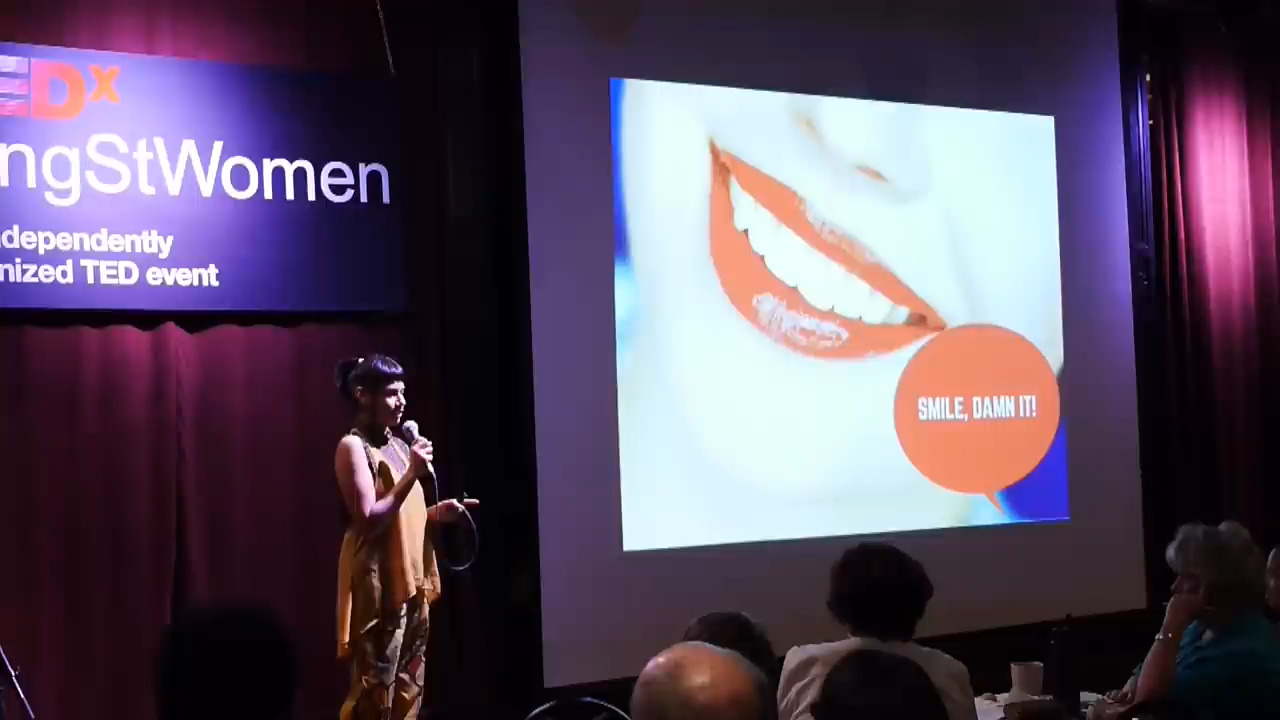 EDx
ngStWomen
dependently
nized TED event
SMILE, DAMN IT!